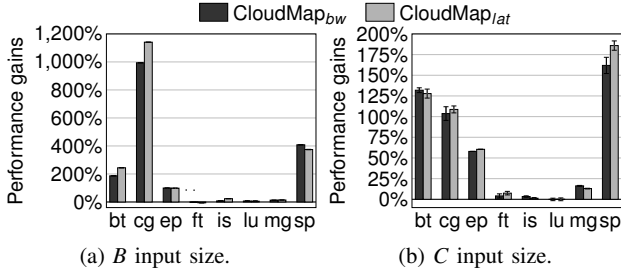 CloudMap_bw CloudMap_lat
Performance gains
1,200%
1,000%
800%
600%
400%
200%
0%
bt cg ep ft is lu mg sp
(a) B input size.
Performance gains
200%
175%
150%
125%
100%
75%
50%
25%
0%
bt cg ep ft is lu mg sp
(b) C input size.